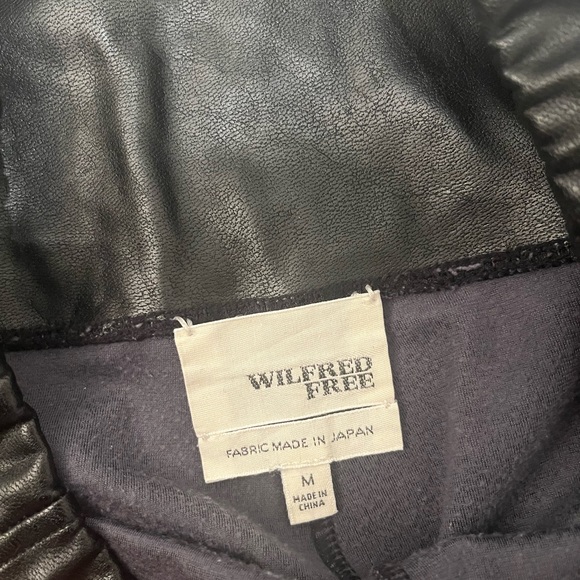 WILFRED
FREE
FABRIC MADE IN JAPAN
M
MADE IN
CHINA